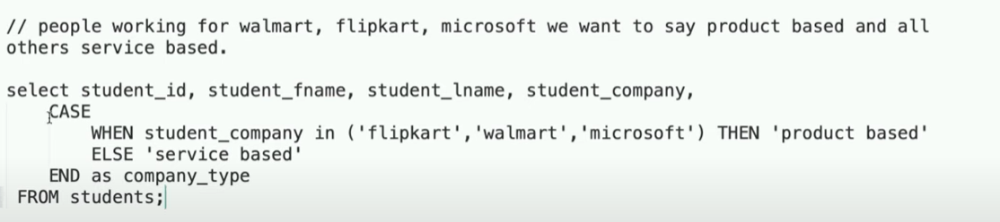 // people working for walmart, flipkart, microsoft we want to say product based and all
others service based.
select student_id, student_fname, student_lname, student_company,
CASE
WHEN student_company in ('flipkart','walmart','microsoft') THEN 'product based'
ELSE 'service based'
END as company_type
FROM students;